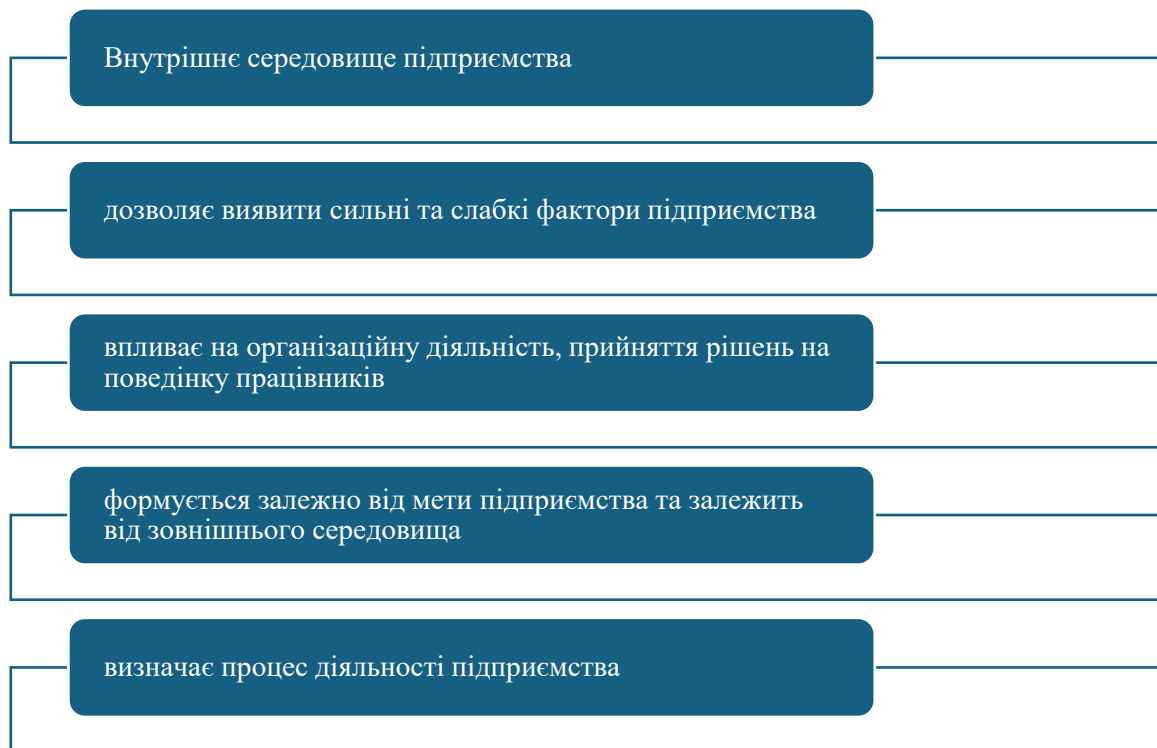 Внутрішнє середовище підприємства
дозволяє виявити сильні та слабкі фактори підприємства
впливає на організаційну діяльність, прийняття рішень на
поведінку працівників
формується залежно від мети підприємства та залежить
від зовнішнього середовища
визначає процес діяльності підприємства